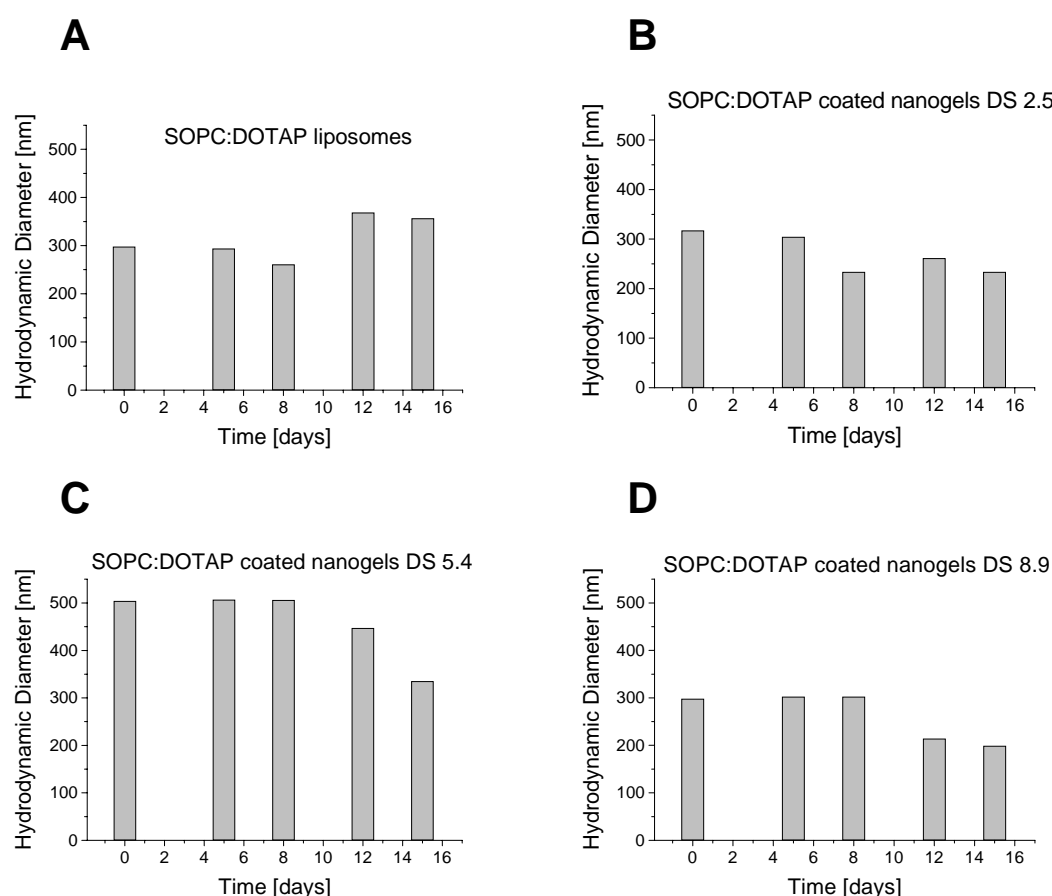 A
SOPC:DOTAP liposomes
Hydrodynamic Diameter [nm]
500
400
300
200
100
0
0 2 4 6 8 10 12 14 16
Time [days]
B
SOPC:DOTAP coated nanogels DS 2.5
Hydrodynamic Diameter [nm]
500
400
300
200
100
0
0 2 4 6 8 10 12 14 16
Time [days]
C
SOPC:DOTAP coated nanogels DS 5.4
Hydrodynamic Diameter [nm]
500
400
300
200
100
0
0 2 4 6 8 10 12 14 16
Time [days]
D
SOPC:DOTAP coated nanogels DS 8.9
Hydrodynamic Diameter [nm]
500
400
300
200
100
0
0 2 4 6 8 10 12 14 16
Time [days]